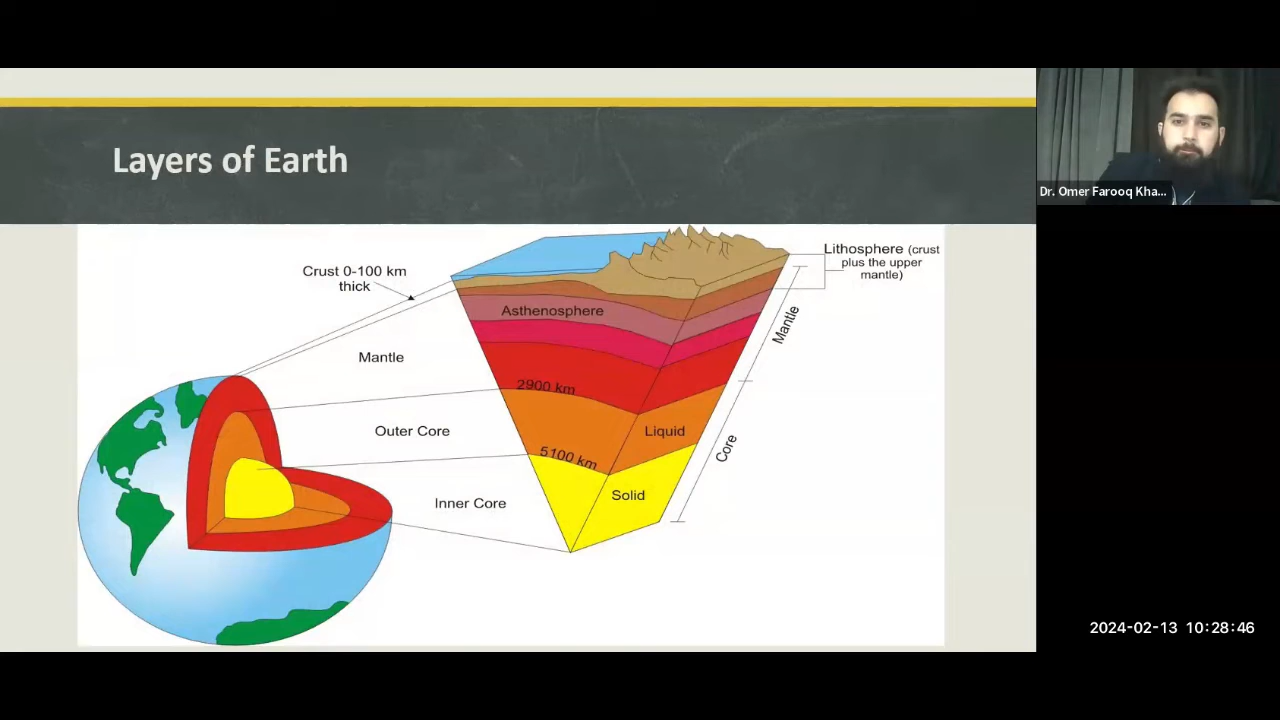 Layers of Earth
Dr. Omer Farooq Kha...
Crust 0-100 km
thick
Lithosphere (crust
plus the upper
mantle)
Asthenosphere
Mantle
Mantle
2900 km
Outer Core
Liquid
Core
5100 km
Inner Core
Solid
2024-02-13 10:28:46